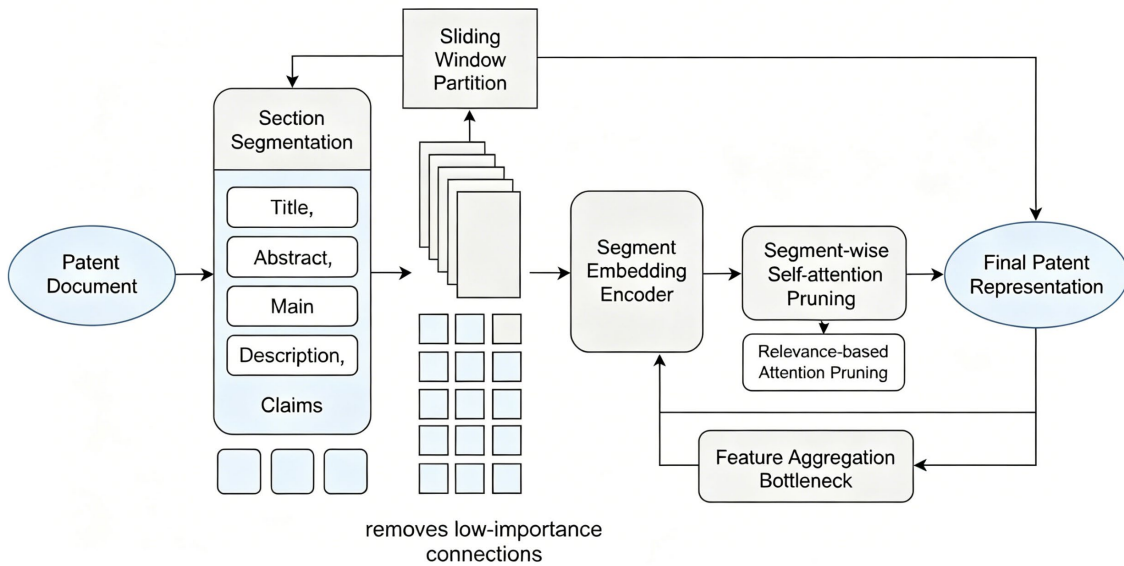 Sliding
Window
Partition
Section
Segmentation
Title,
Abstract,
Main
Description,
Claims
Patent
Document
Segment
Embedding
Encoder
Segment-wise
Self-attention
Pruning
Relevance-based
Attention Pruning
Final Patent
Representation
Feature Aggregation
Bottleneck
removes low-importance
connections